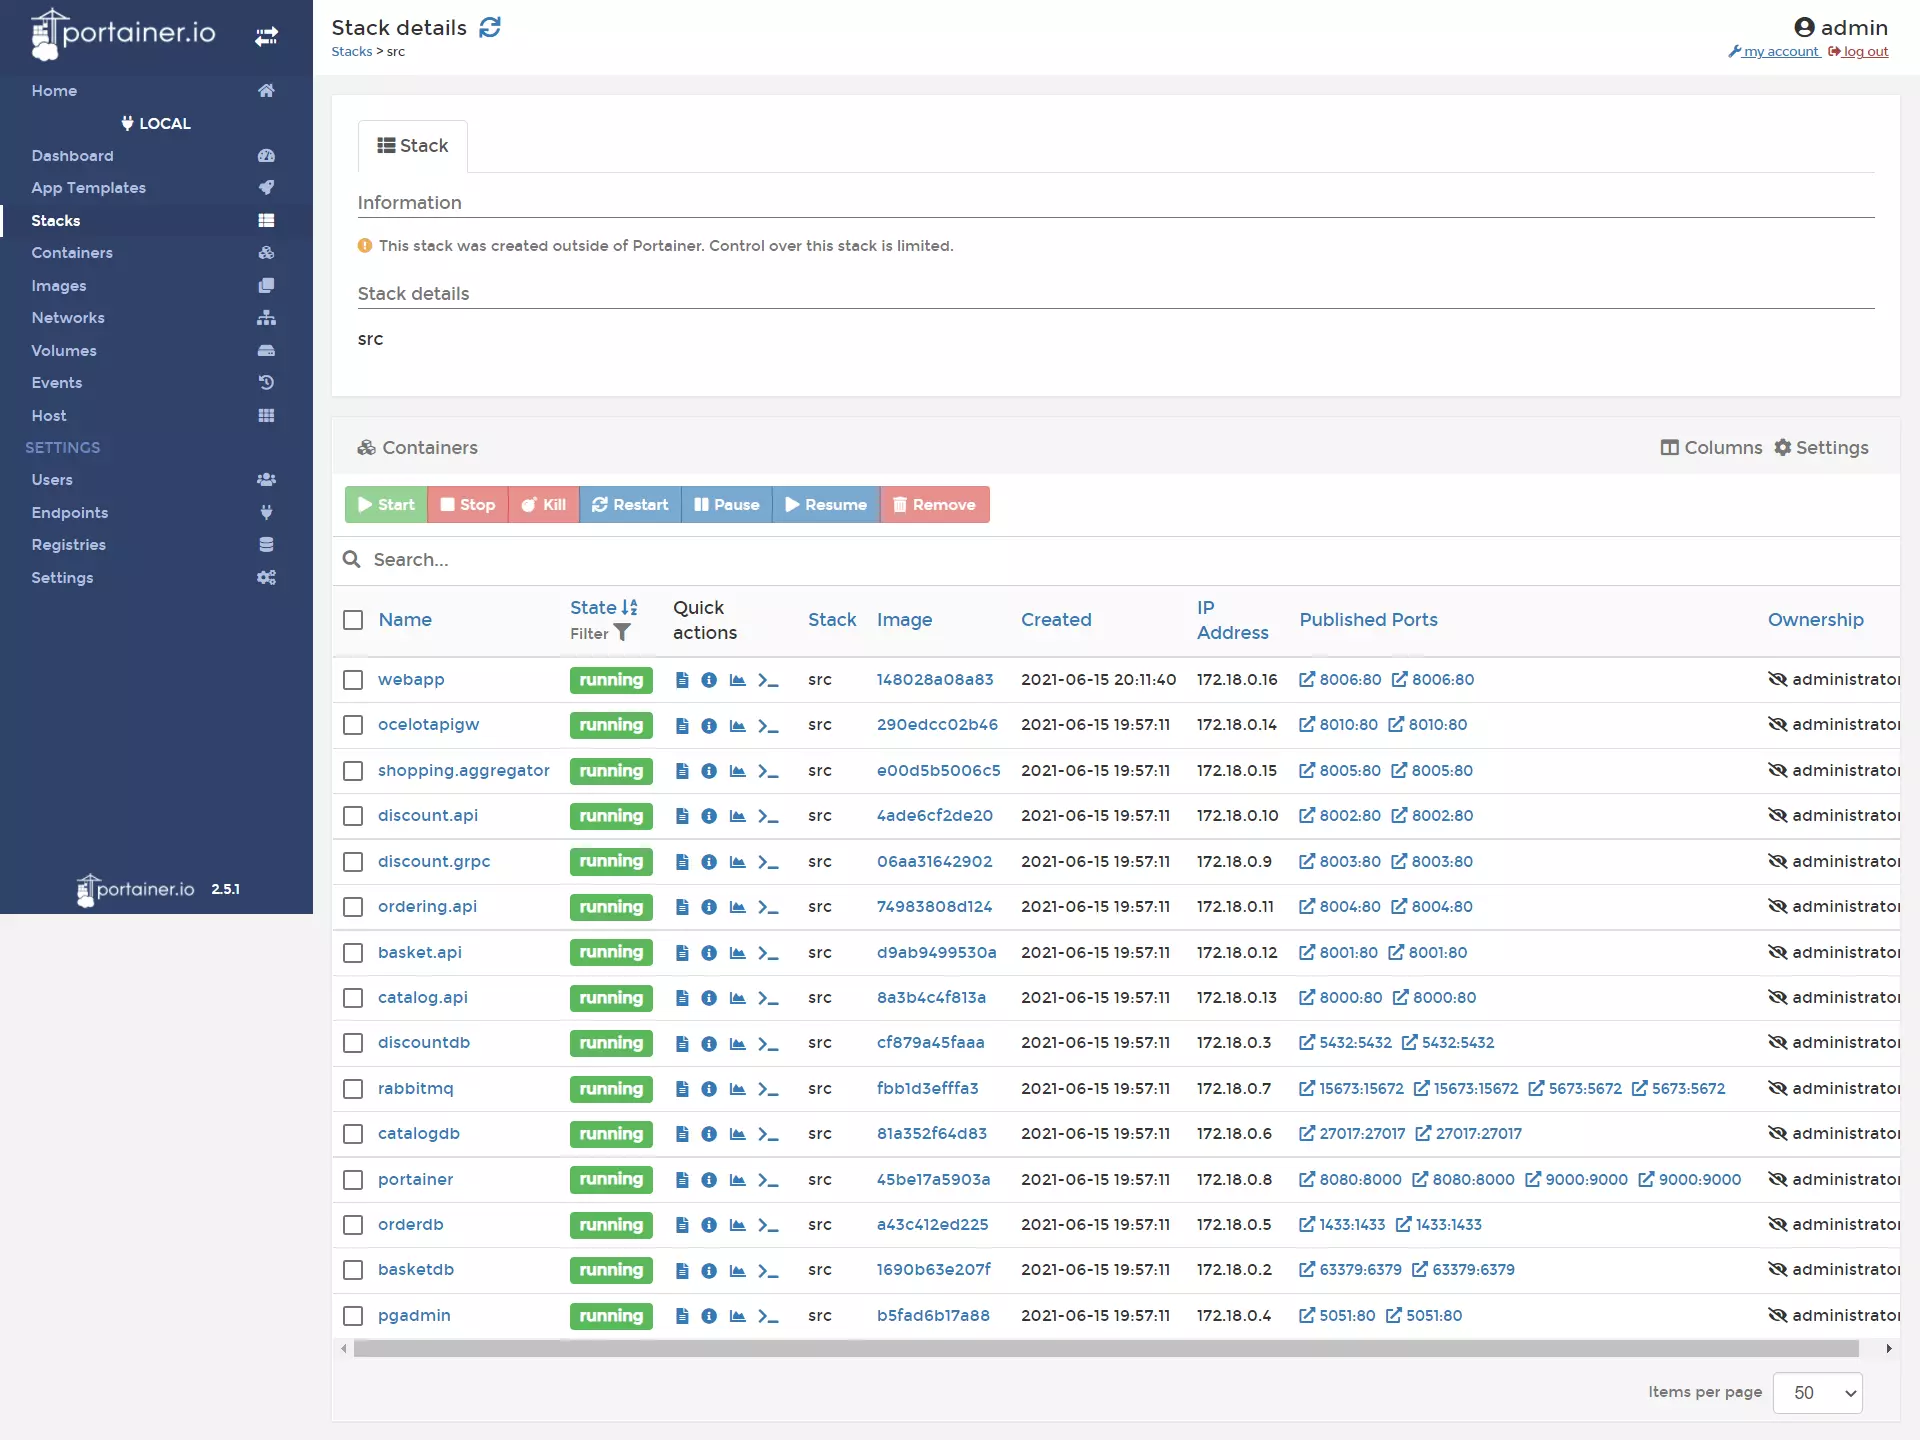 portainer.io
Home
LOCAL
Dashboard
App Templates
Stacks
Containers
Images
Networks
Volumes
Events
Host
SETTINGS
Users
Endpoints
Registries
Settings
portainer.io 2.5.1
Stack details
Stacks > src
admin
my account log out
Stack
Information
This stack was created outside of Portainer. Control over this stack is limited.
Stack details
src
Containers
Columns Settings
Start Stop Kill Restart Pause Resume Remove
Search...
Name State Filter Quick actions Stack Image Created IP Address Published Ports Ownership
webapp running src 148028a08a83 2021-06-15 20:11:40 172.18.0.16 8006:80 8006:80 administrator
ocelotapigw running src 290edcc02b46 2021-06-15 19:57:11 172.18.0.14 8010:80 8010:80 administrator
shopping.aggregator running src e00d5b5006c5 2021-06-15 19:57:11 172.18.0.15 8005:80 8005:80 administrator
discount.api running src 4ade6cf2de20 2021-06-15 19:57:11 172.18.0.10 8002:80 8002:80 administrator
discount.grpc running src 06aa31642902 2021-06-15 19:57:11 172.18.0.9 8003:80 8003:80 administrator
ordering.api running src 74983808d124 2021-06-15 19:57:11 172.18.0.11 8004:80 8004:80 administrator
basket.api running src d9ab9499530a 2021-06-15 19:57:11 172.18.0.12 8001:80 8001:80 administrator
catalog.api running src 8a3b4c4f813a 2021-06-15 19:57:11 172.18.0.13 8000:80 8000:80 administrator
discountdb running src cf879a45faaa 2021-06-15 19:57:11 172.18.0.3 5432:5432 5432:5432 administrator
rabbitmq running src fbb1d3efffa3 2021-06-15 19:57:11 172.18.0.7 15673:15672 15673:15672 5673:5672 5673:5672 administrator
catalogdb running src 81a352f64d83 2021-06-15 19:57:11 172.18.0.6 27017:27017 27017:27017 administrator
portainer running src 45be17a5903a 2021-06-15 19:57:11 172.18.0.8 8080:8000 8080:8000 9000:9000 9000:9000 administrator
orderdb running src a43c412ed225 2021-06-15 19:57:11 172.18.0.5 1433:1433 1433:1433 administrator
basketdb running src 1690b63e207f 2021-06-15 19:57:11 172.18.0.2 63379:6379 63379:6379 administrator
pgadmin running src b5fad6b17a88 2021-06-15 19:57:11 172.18.0.4 5051:80 5051:80 administrator
Items per page 50